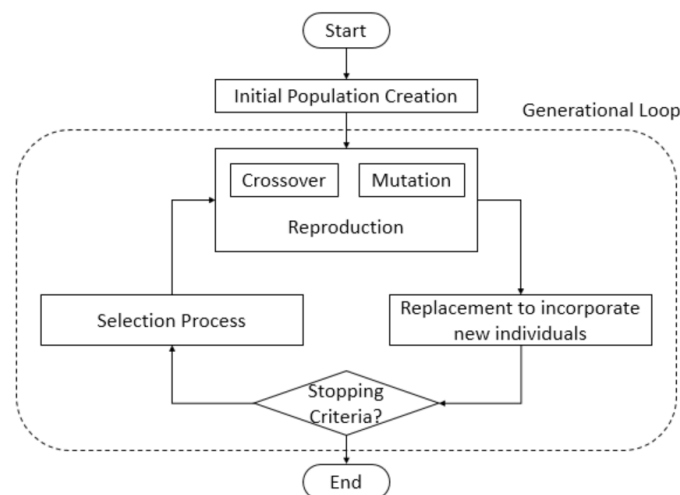 Start
Initial Population Creation
Generational Loop
Crossover
Mutation
Reproduction
Selection Process
Replacement to incorporate
new individuals
Stopping
Criteria?
End